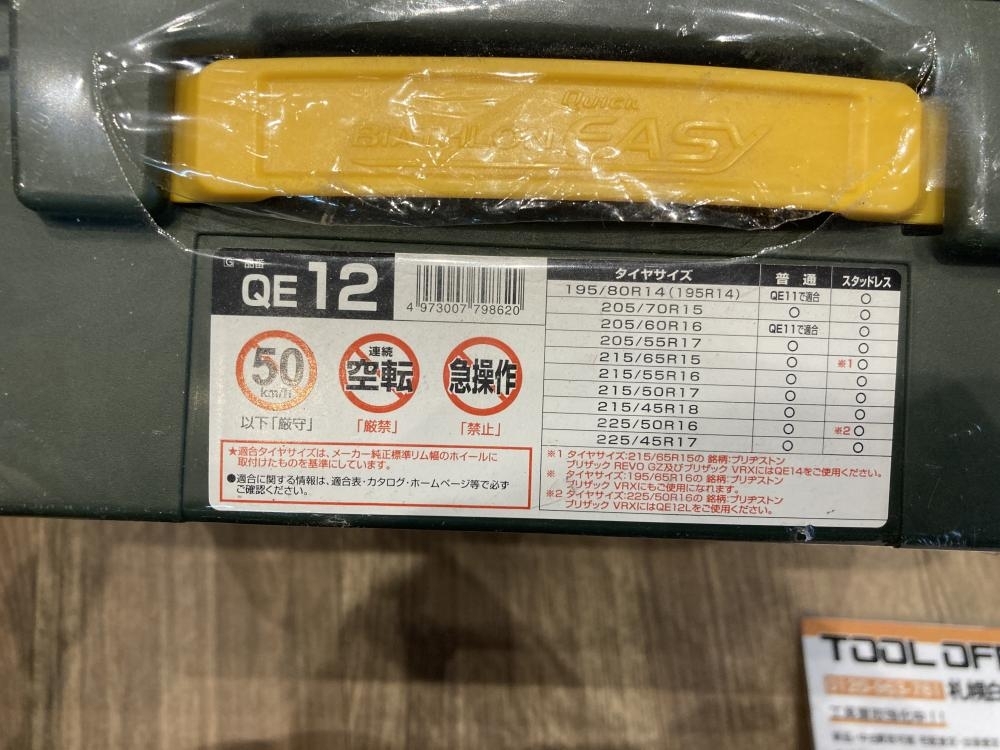 QUICK
BIATHLON EASY
品番
QE 12
4 973007 798620
50
km/h
以下「厳守」
連続
空転
「厳禁」
急操作
「禁止」
★適合タイヤサイズは、メーカー純正標準リム幅のホイールに
取付けたものを基準にしています。
●適合に関する情報は、適合表・カタログ・ホームページ等で必ず
ご確認ください。
タイヤサイズ 普通 スタッドレス
195/80R14(195R14) QE11で適合 ○
205/70R15 ○ ○
205/60R16 QE11で適合 ○
205/55R17 ○ ○
215/65R15 ○ ※1 ○
215/55R16 ○ ○
215/50R17 ○ ○
215/45R18 ○ ○
225/50R16 ○ ※2 ○
225/45R17 ○ ○
※1 タイヤサイズ:215/65R15の 銘柄:ブリヂストン
ブリザック REVO GZ及びブリザック VRXにはQE14をご使用ください。
※ タイヤサイズ:195/65R16の 銘柄:ブリヂストン
ブリザック VRXにもご使用になれます。
※2 タイヤサイズ:225/50R16の 銘柄:ブリヂストン
ブリザック VRXにはQE12Lをご使用ください。
TOOL OFF
札幌白